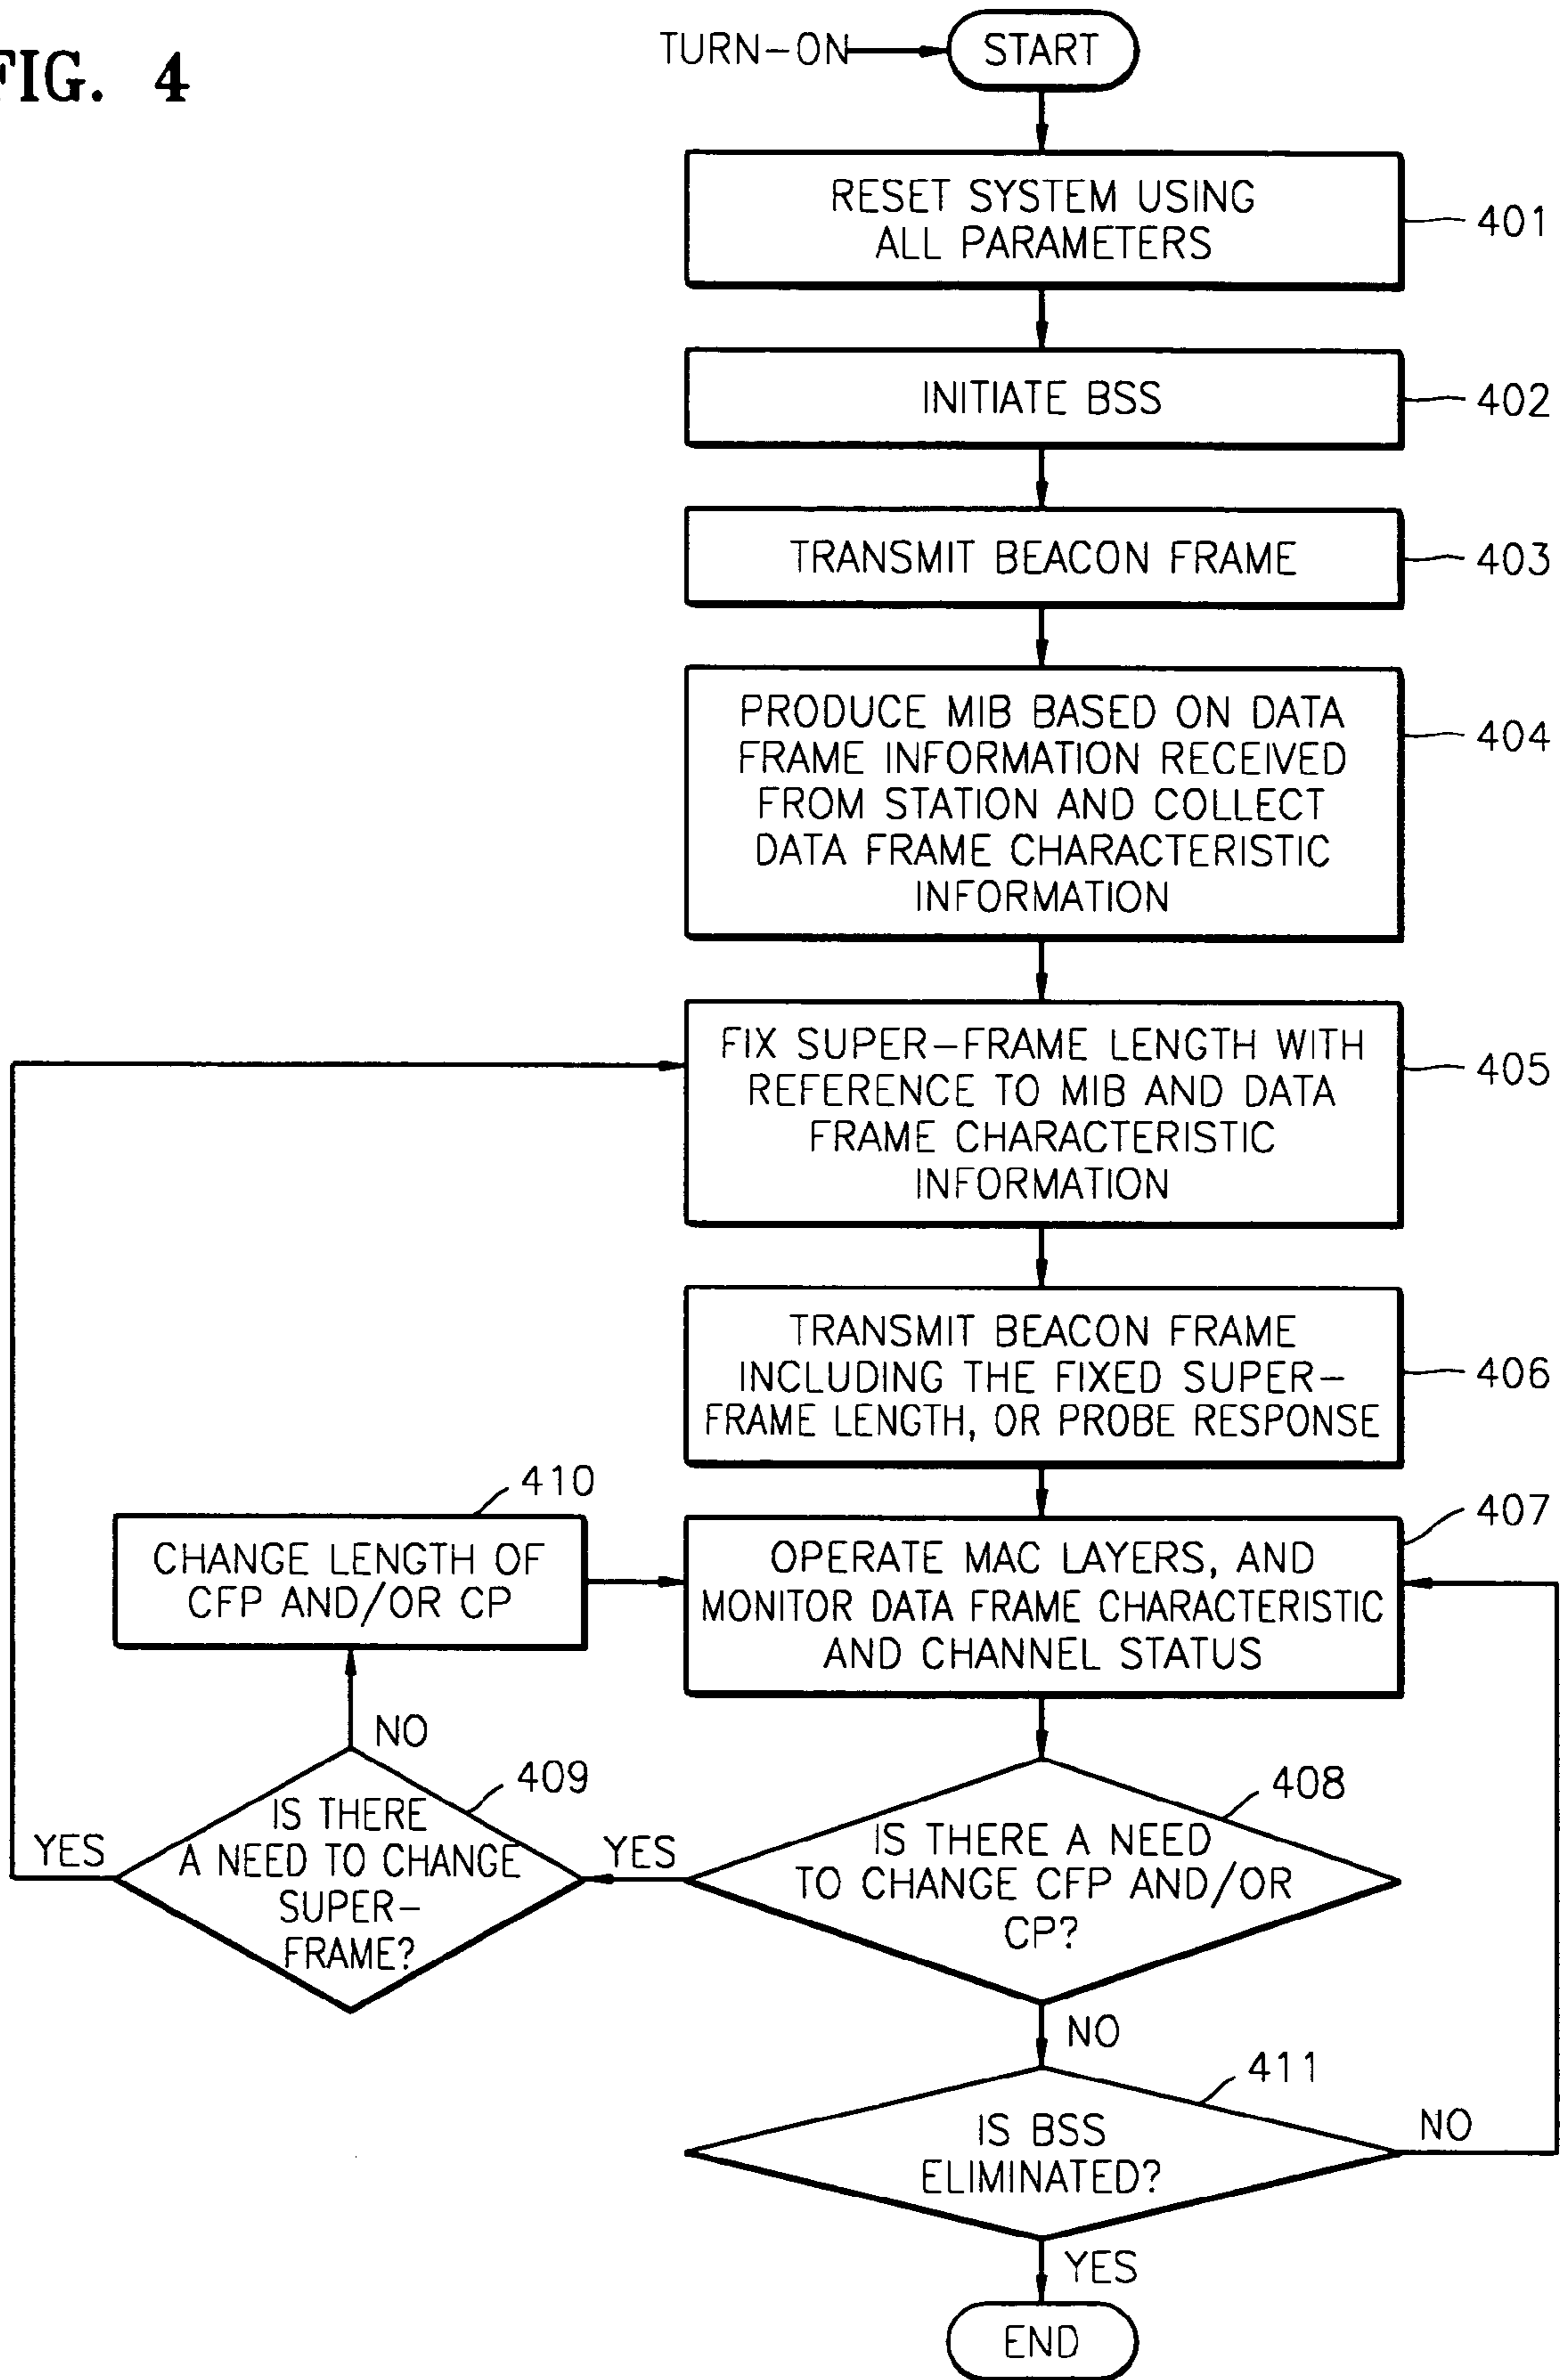 FIG. 4
TURN-ON
START
RESET SYSTEM USING
ALL PARAMETERS
401
INITIATE BSS
402
TRANSMIT BEACON FRAME
403
PRODUCE MIB BASED ON DATA
FRAME INFORMATION RECEIVED
FROM STATION AND COLLECT
DATA FRAME CHARACTERISTIC
INFORMATION
404
FIX SUPER-FRAME LENGTH WITH
REFERENCE TO MIB AND DATA
FRAME CHARACTERISTIC
INFORMATION
405
TRANSMIT BEACON FRAME
INCLUDING THE FIXED SUPER-
FRAME LENGTH, OR PROBE RESPONSE
406
410
CHANGE LENGTH OF
CFP AND/OR CP
407
OPERATE MAC LAYERS, AND
MONITOR DATA FRAME CHARACTERISTIC
AND CHANNEL STATUS
NO
409
IS THERE
A NEED TO CHANGE
SUPER-
FRAME?
YES
YES
408
IS THERE A NEED
TO CHANGE CFP AND/OR
CP?
NO
411
IS BSS
ELIMINATED?
NO
YES
END